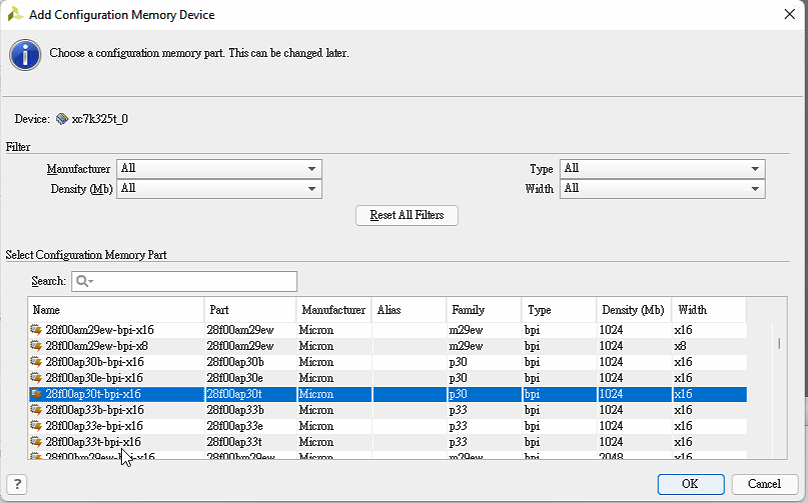 Add Configuration Memory Device
Choose a configuration memory part. This can be changed later.
Device: xc7k325t_0
Filter
Manufacturer All Type All
Density (Mb) All Width All
Reset All Filters
Select Configuration Memory Part
Search:
Name Part Manufacturer Alias Family Type Density (Mb) Width
28f00am29ew-bpi-x16 28f00am29ew Micron m29ew bpi 1024 x16
28f00am29ew-bpi-x8 28f00am29ew Micron m29ew bpi 1024 x8
28f00ap30b-bpi-x16 28f00ap30b Micron p30 bpi 1024 x16
28f00ap30e-bpi-x16 28f00ap30e Micron p30 bpi 1024 x16
28f00ap30t-bpi-x16 28f00ap30t Micron p30 bpi 1024 x16
28f00ap33b-bpi-x16 28f00ap33b Micron p33 bpi 1024 x16
28f00ap33e-bpi-x16 28f00ap33e Micron p33 bpi 1024 x16
28f00ap33t-bpi-x16 28f00ap33t Micron p33 bpi 1024 x16
28f00bm29ew-bpi-x16 28f00bm29ew Micron m29ew bpi 2048 x16
? OK Cancel